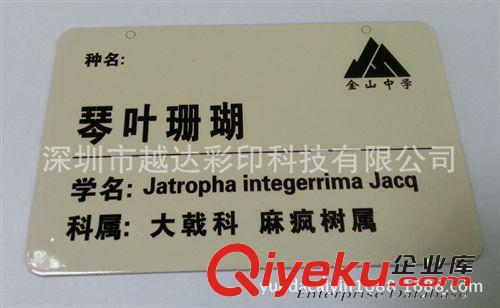 种名:
金山中学
琴叶珊瑚
深圳市越达彩印科技有限公司
学名: Jatropha integerrima Jacq
科属: 大戟科 麻疯树属
Qiyeku.com 企业库
Enterprise Database